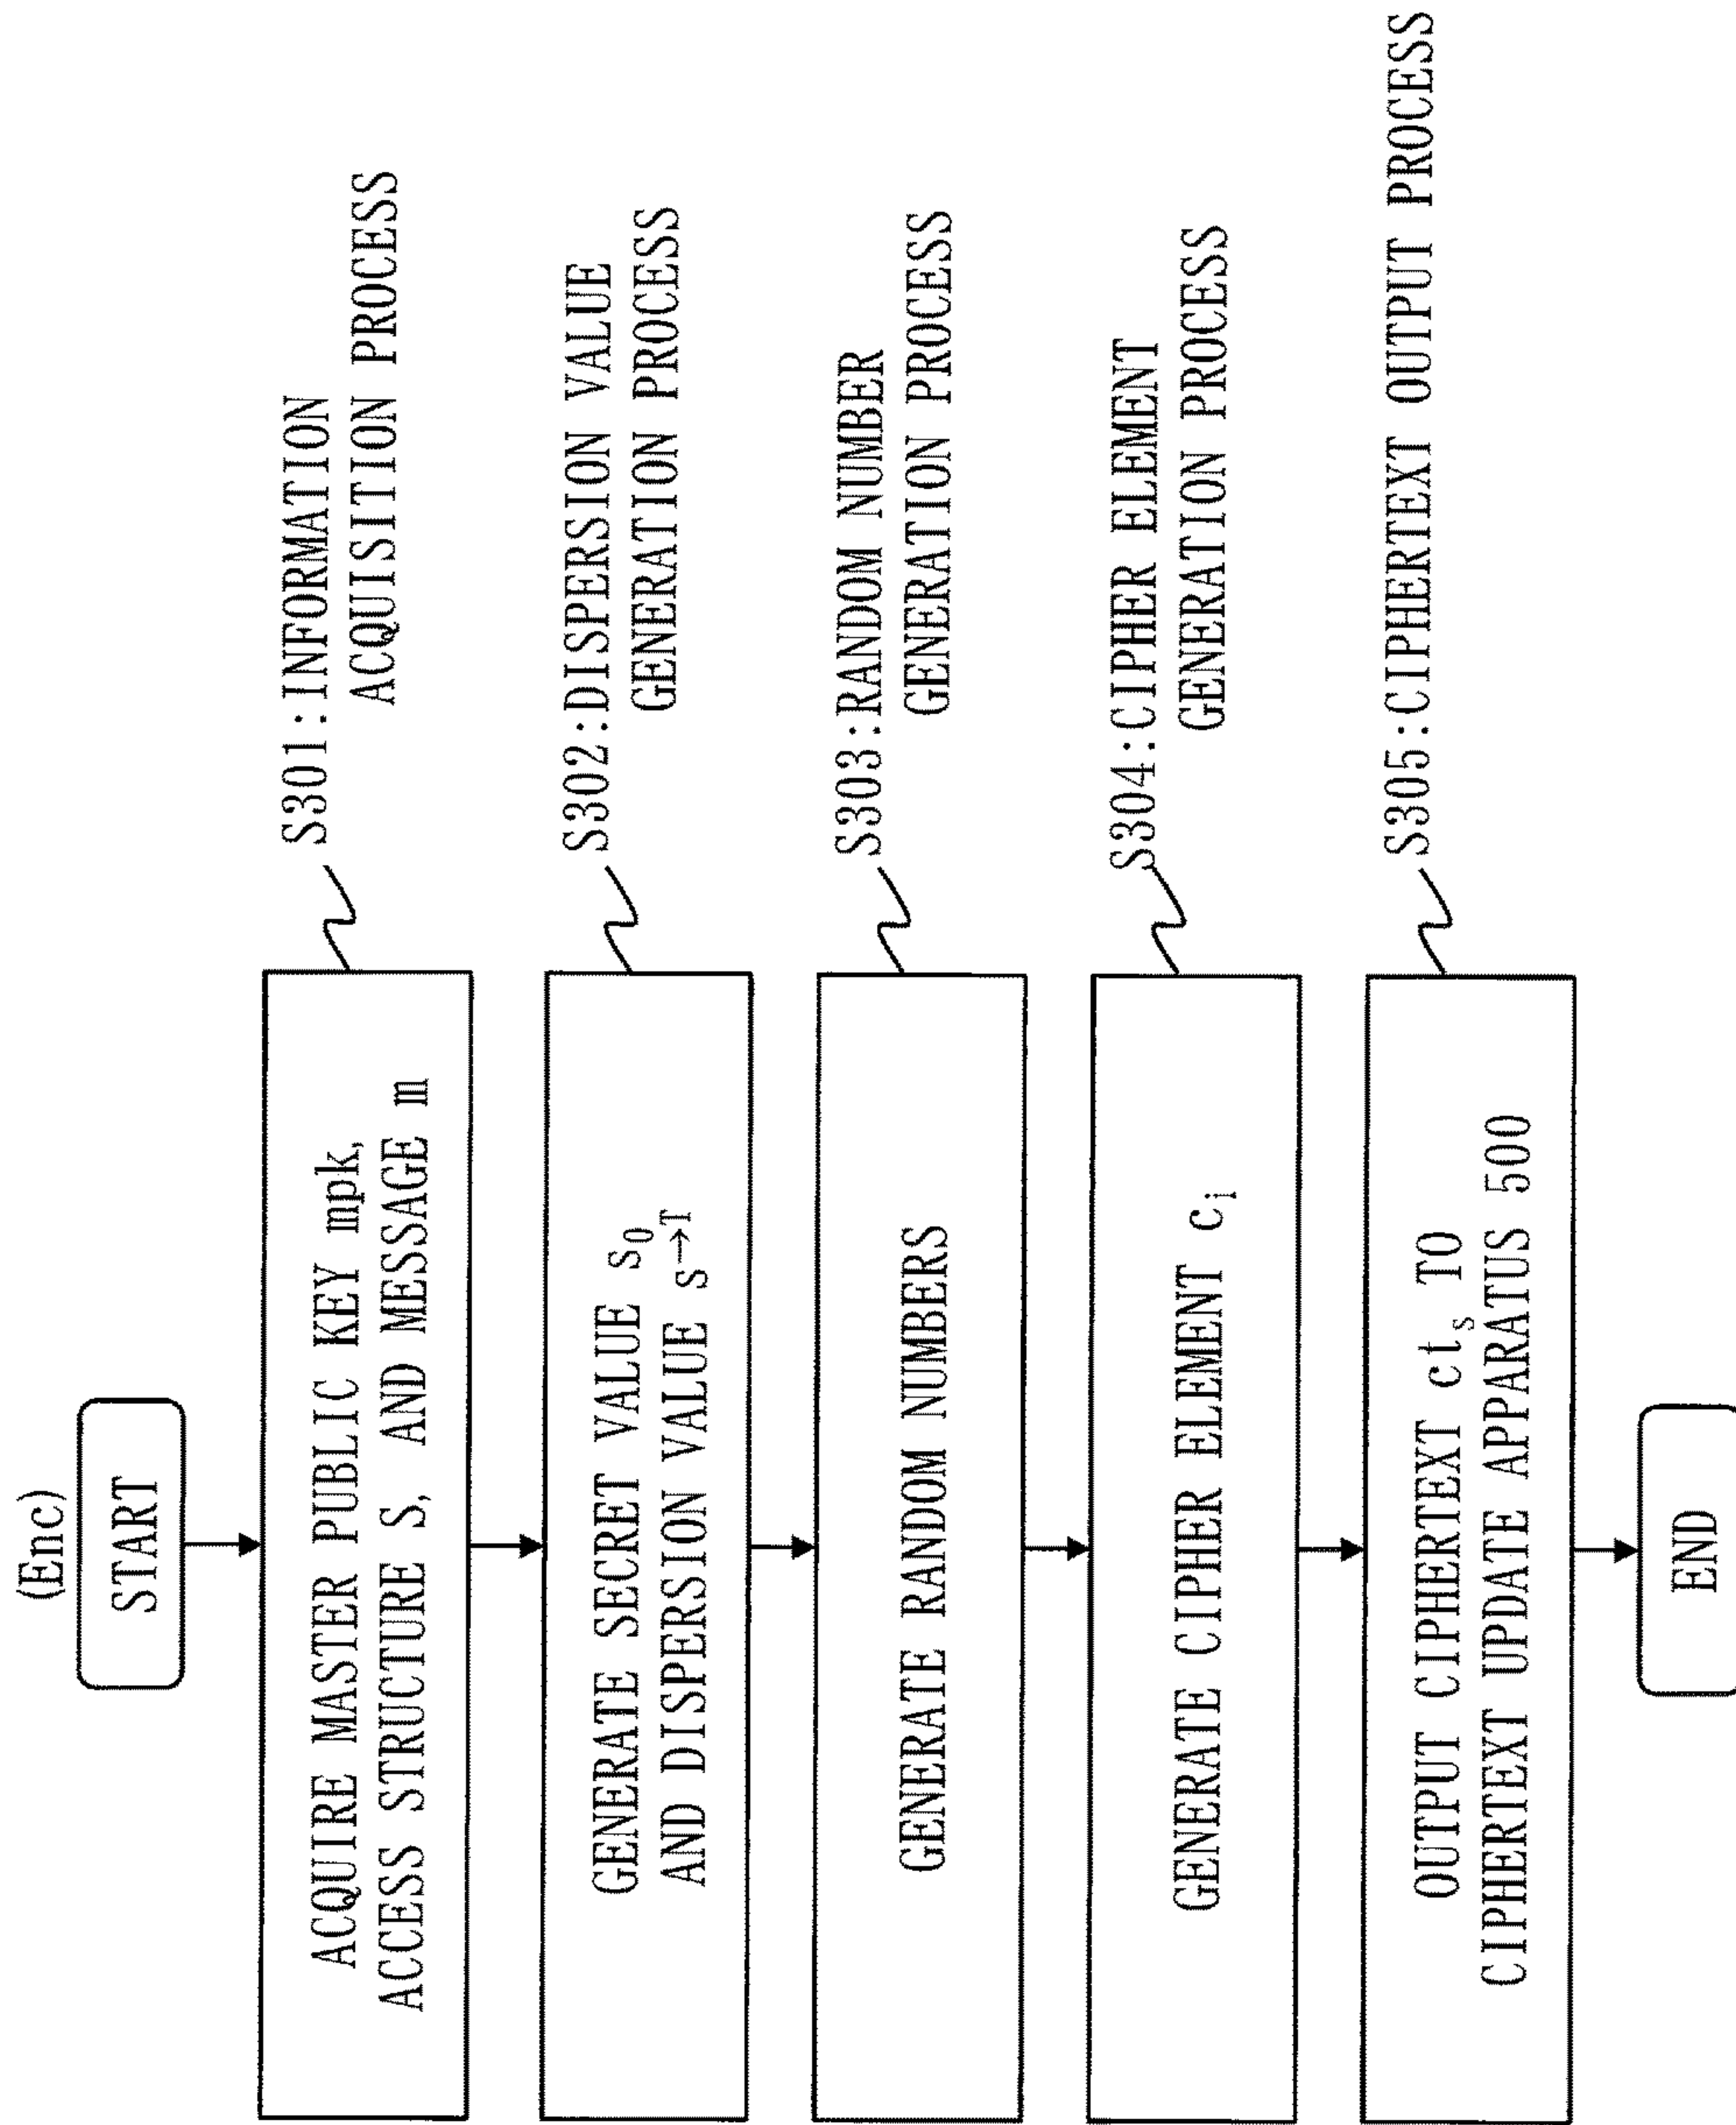 (Enc)
START
ACQUIRE MASTER PUBLIC KEY mpk,
ACCESS STRUCTURE S, AND MESSAGE m
S301:INFORMATION
ACQUISITION PROCESS
GENERATE SECRET VALUE s₀
AND DISPERSION VALUE s→T
S302:DISPERSION VALUE
GENERATION PROCESS
GENERATE RANDOM NUMBERS
S303:RANDOM NUMBER
GENERATION PROCESS
GENERATE CIPHER ELEMENT cᵢ
S304:CIPHER ELEMENT
GENERATION PROCESS
OUTPUT CIPHERTEXT ctₛ TO
CIPHERTEXT UPDATE APPARATUS 500
S305:CIPHERTEXT OUTPUT PROCESS
END